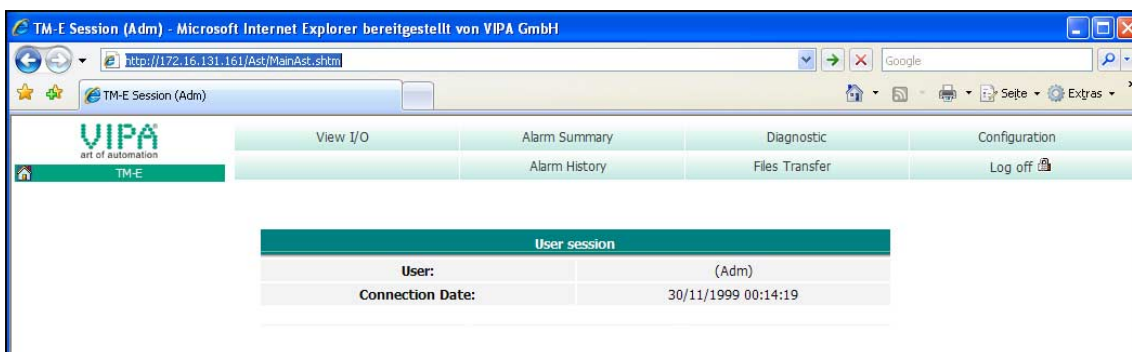 TM-E Session (Adm) - Microsoft Internet Explorer bereitgestellt von VIPA GmbH
http://172.16.131.161/Ast/MainAst.shtm Google
TM-E Session (Adm) Seite Extras
VIPA
art of automation
TM-E
View I/O Alarm Summary Diagnostic Configuration
Alarm History Files Transfer Log off
User session
User: (Adm)
Connection Date: 30/11/1999 00:14:19